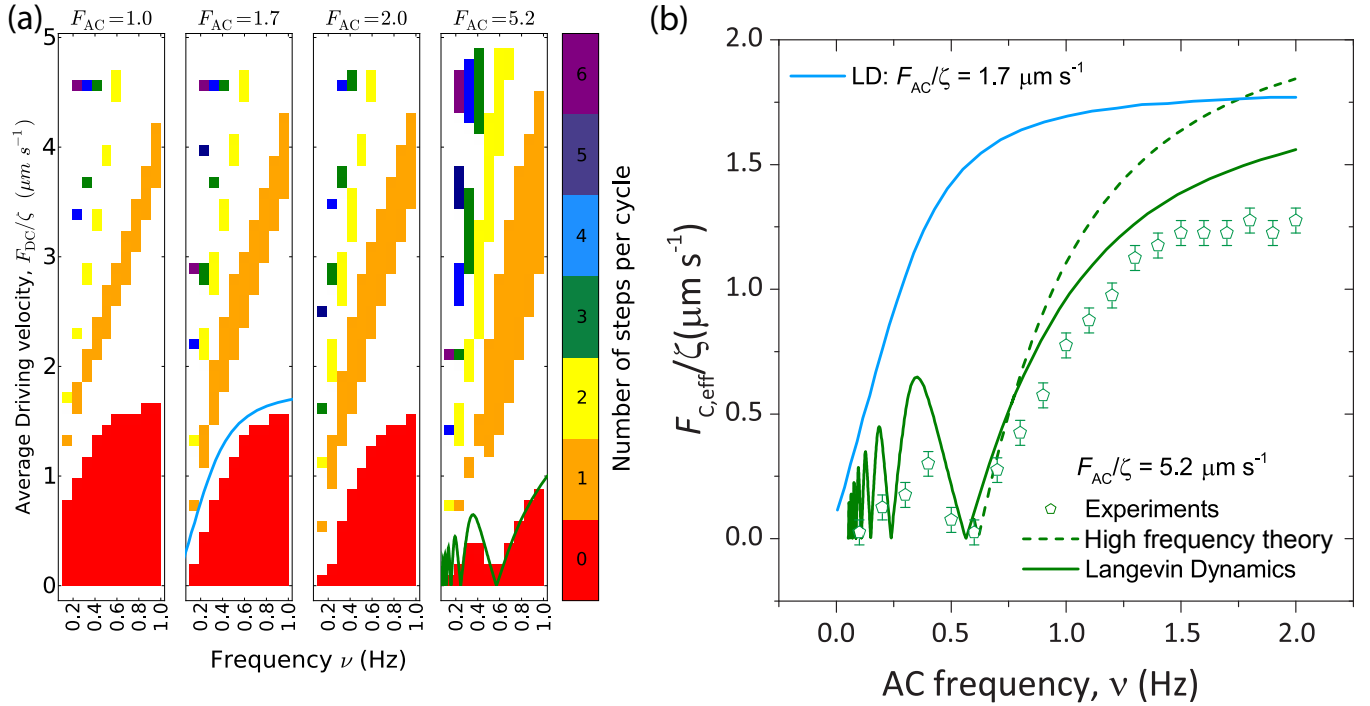 (a)
F_AC=1.0 F_AC=1.7 F_AC=2.0 F_AC=5.2
Average Driving velocity, F_DC/ζ (μm s⁻¹)
5
4
3
2
1
0
0.2 0.4 0.6 0.8 1.0
0.2 0.4 0.6 0.8 1.0
0.2 0.4 0.6 0.8 1.0
0.2 0.4 0.6 0.8 1.0
Frequency ν (Hz)
6
5
4
3
2
1
0
Number of steps per cycle
(b)
F_C,eff/ζ(μm s⁻¹)
2.0
1.5
1.0
0.5
0.0
LD: F_AC/ζ = 1.7 μm s⁻¹
F_AC/ζ = 5.2 μm s⁻¹
Experiments
High frequency theory
Langevin Dynamics
0.0 0.5 1.0 1.5 2.0
AC frequency, ν (Hz)